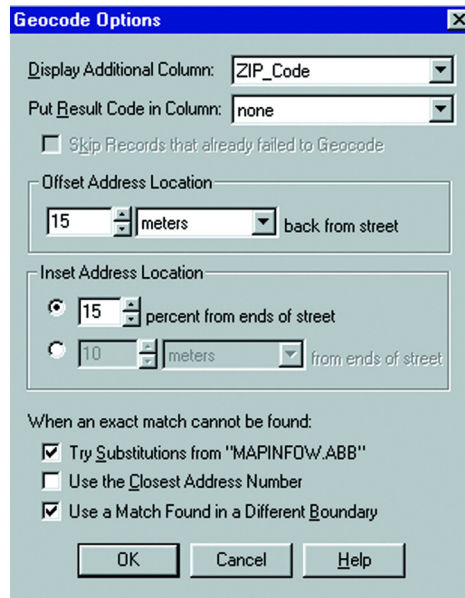 Geocode Options
Display Additional Column: ZIP_Code
Put Result Code in Column: none
Skip Records that already failed to Geocode
Offset Address Location
15 meters back from street
Inset Address Location
15 percent from ends of street
10 meters from ends of street
When an exact match cannot be found:
Try Substitutions from "MAPINFOW.ABB"
Use the Closest Address Number
Use a Match Found in a Different Boundary
OK Cancel Help